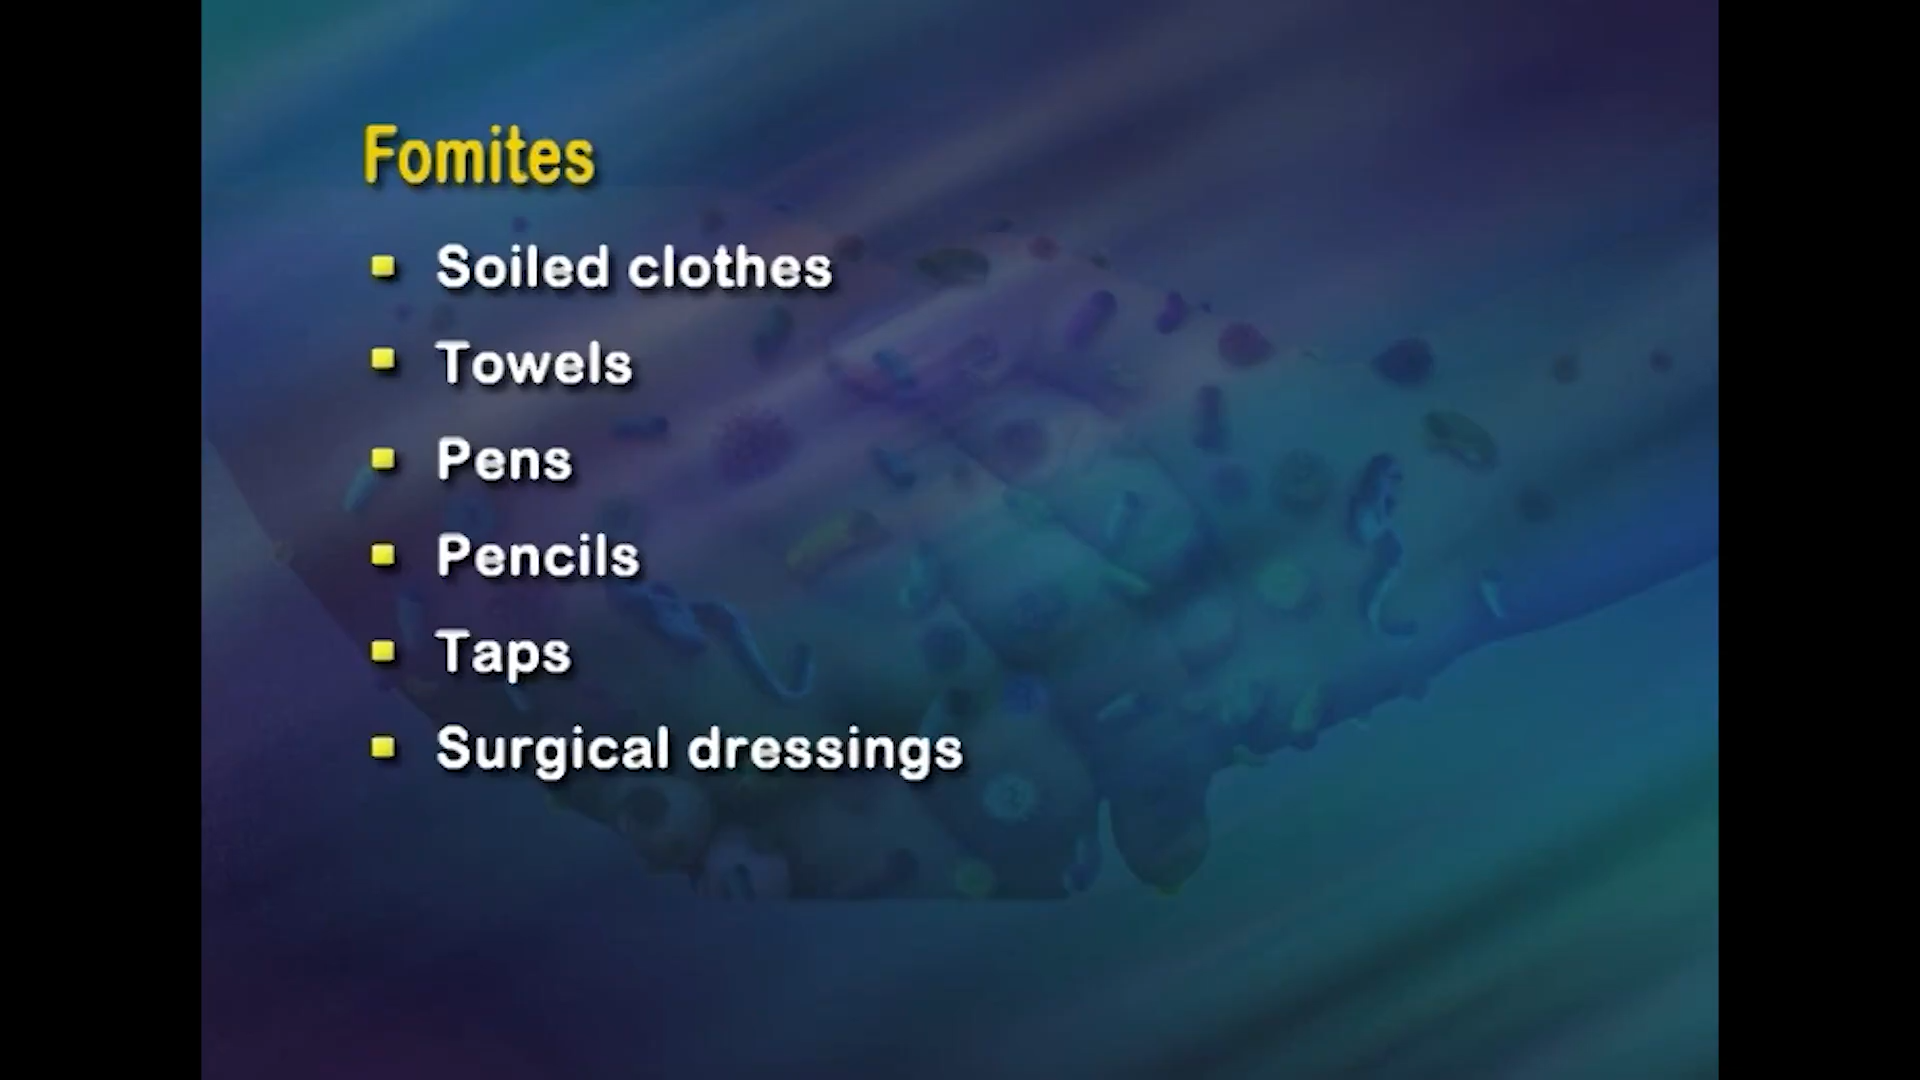 Fomites
Soiled clothes
Towels
Pens
Pencils
Taps
Surgical dressings